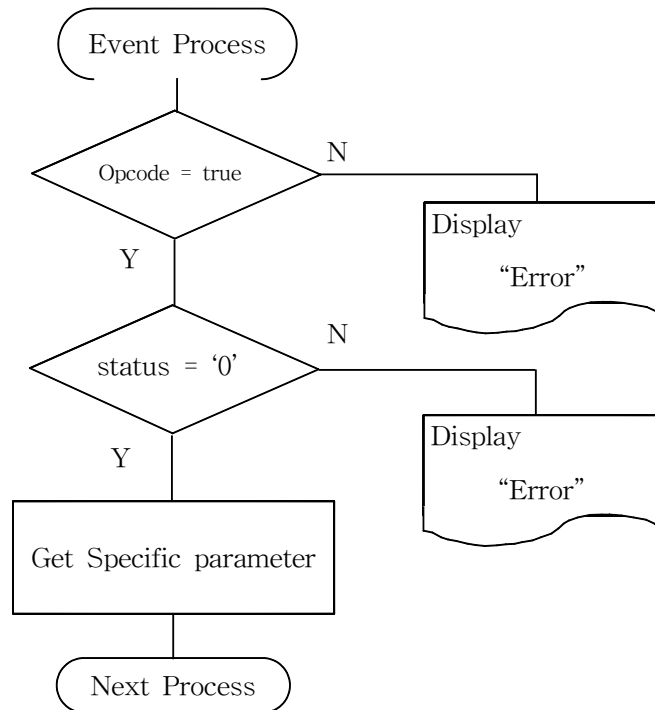 Event Process
Opcode = true
N
Display
“Error”
Y
status = ‘0’
N
Display
“Error”
Y
Get Specific parameter
Next Process